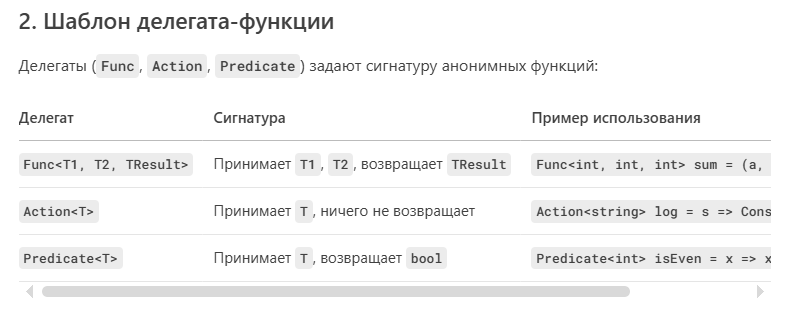 2. Шаблон делегата-функции
Делегаты ( Func , Action , Predicate ) задают сигнатуру анонимных функций:
Делегат Сигнатура Пример использования
Func<T1, T2, TResult> Принимает T1 , T2 , возвращает TResult Func<int, int, int> sum = (a,
Action<T> Принимает T , ничего не возвращает Action<string> log = s => Cons
Predicate<T> Принимает T , возвращает bool Predicate<int> isEven = x => x